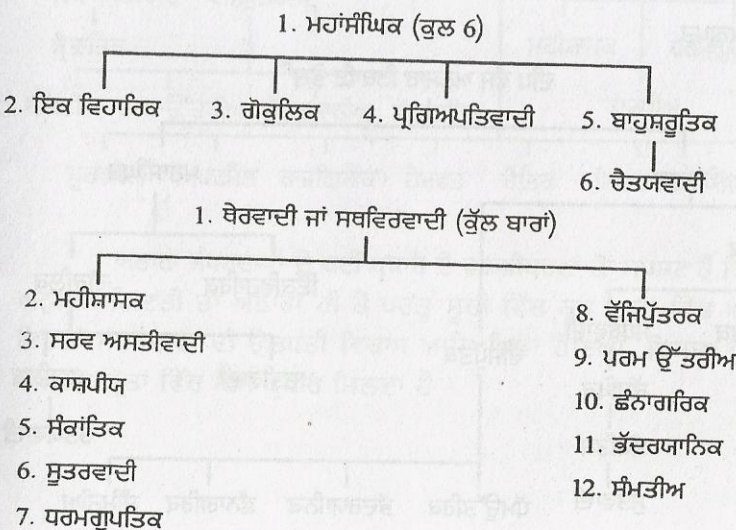 1. ਮਹਾਂਸੰਘਿਕ (ਕੁਲ 6)
2. ਇਕ ਵਿਹਾਰਿਕ 3. ਗੋਕੁਲਿਕ 4. ਪ੍ਰਗਿਅਪਤਿਵਾਦੀ 5. ਬਾਹੁਸ਼ਰੂਤਿਕ
6. ਚੈਤਯਵਾਦੀ
1. ਥੇਰਵਾਦੀ ਜਾਂ ਸਥਵਿਰਵਾਦੀ (ਕੁੱਲ ਬਾਰਾਂ)
2. ਮਹੀਸ਼ਾਸਕ
3. ਸਰਵ ਅਸਤੀਵਾਦੀ
4. ਕਾਸ਼ਪੀਯ
5. ਸੰਕਾਂਤਿਕ
6. ਸੂਤਰਵਾਦੀ
7. ਧਰਮਗੁਪਤਿਕ
8. ਵੱਜਿਪੁੱਤਰਕ
9. ਪਰਮ ਉੱਤਰੀਅ
10. ਛੰਨਾਗਰਿਕ
11. ਭੱਦਰਯਾਨਿਕ
12. ਸੰਮਤੀਅ